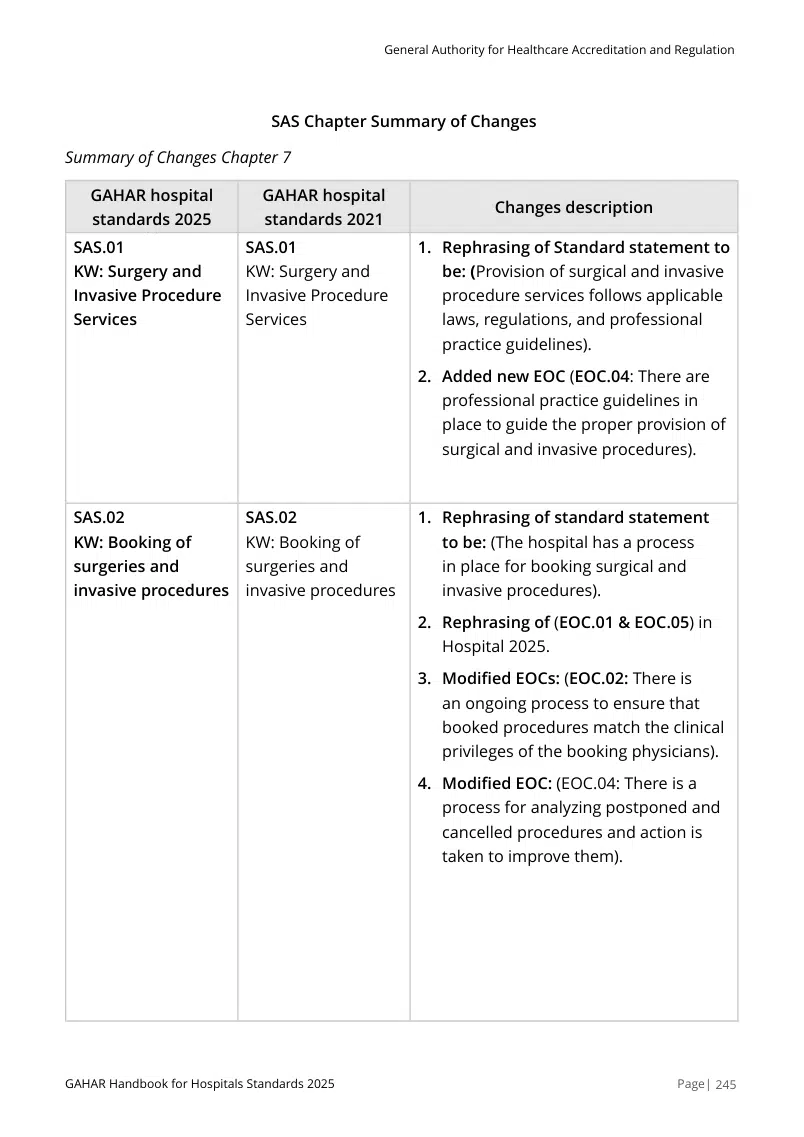 General Authority for Healthcare Accreditation and Regulation
SAS Chapter Summary of Changes
Summary of Changes Chapter 7
GAHAR hospital
standards 2025
GAHAR hospital
standards 2021
Changes description
SAS.01
KW: Surgery and
Invasive Procedure
Services
SAS.01
KW: Surgery and
Invasive Procedure
Services
1. Rephrasing of Standard statement to
be: (Provision of surgical and invasive
procedure services follows applicable
laws, regulations, and professional
practice guidelines).
2. Added new EOC (EOC.04: There are
professional practice guidelines in
place to guide the proper provision of
surgical and invasive procedures).
SAS.02
KW: Booking of
surgeries and
invasive procedures
SAS.02
KW: Booking of
surgeries and
invasive procedures
1. Rephrasing of standard statement
to be: (The hospital has a process
in place for booking surgical and
invasive procedures).
2. Rephrasing of (EOC.01 & EOC.05) in
Hospital 2025.
3. Modified EOCs: (EOC.02: There is
an ongoing process to ensure that
booked procedures match the clinical
privileges of the booking physicians).
4. Modified EOC: (EOC.04: There is a
process for analyzing postponed and
cancelled procedures and action is
taken to improve them).
GAHAR Handbook for Hospitals Standards 2025
Page| 245